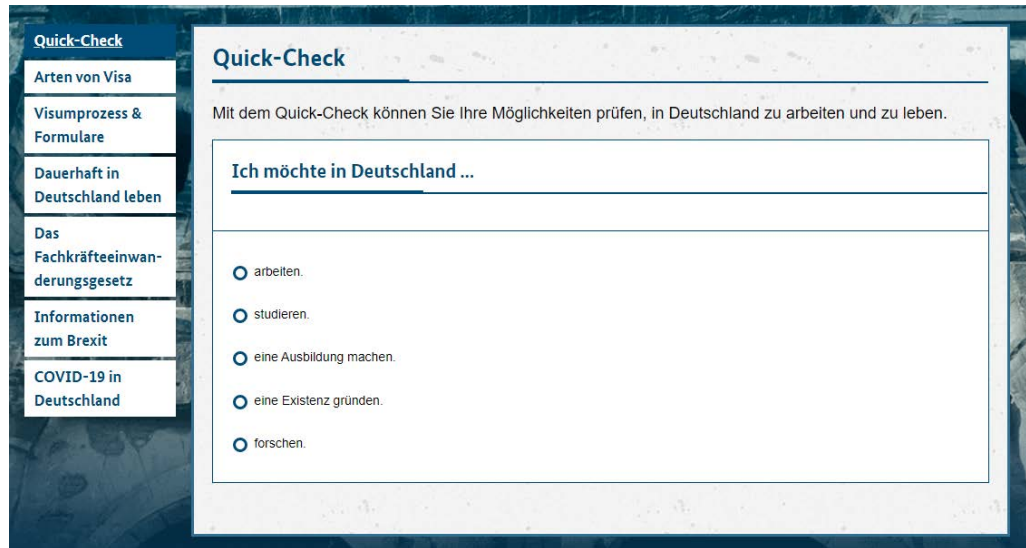 Quick-Check
Arten von Visa
Visumprozess &
Formulare
Dauerhaft in
Deutschland leben
Das
Fachkräfteeinwan-
derungsgesetz
Informationen
zum Brexit
COVID-19 in
Deutschland
Quick-Check
Mit dem Quick-Check können Sie Ihre Möglichkeiten prüfen, in Deutschland zu arbeiten und zu leben.
Ich möchte in Deutschland ...
arbeiten.
studieren.
eine Ausbildung machen.
eine Existenz gründen.
forschen.